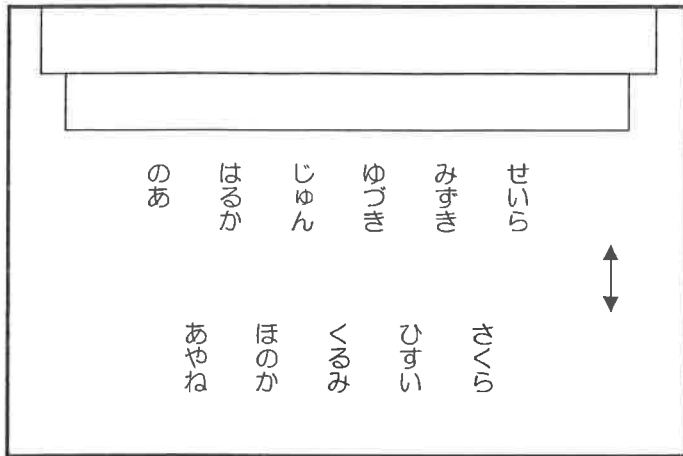 せいら
みずき
ゆづき
じゅん
はるか
のあ
さくら
ひすい
くるみ
ほのか
あやね